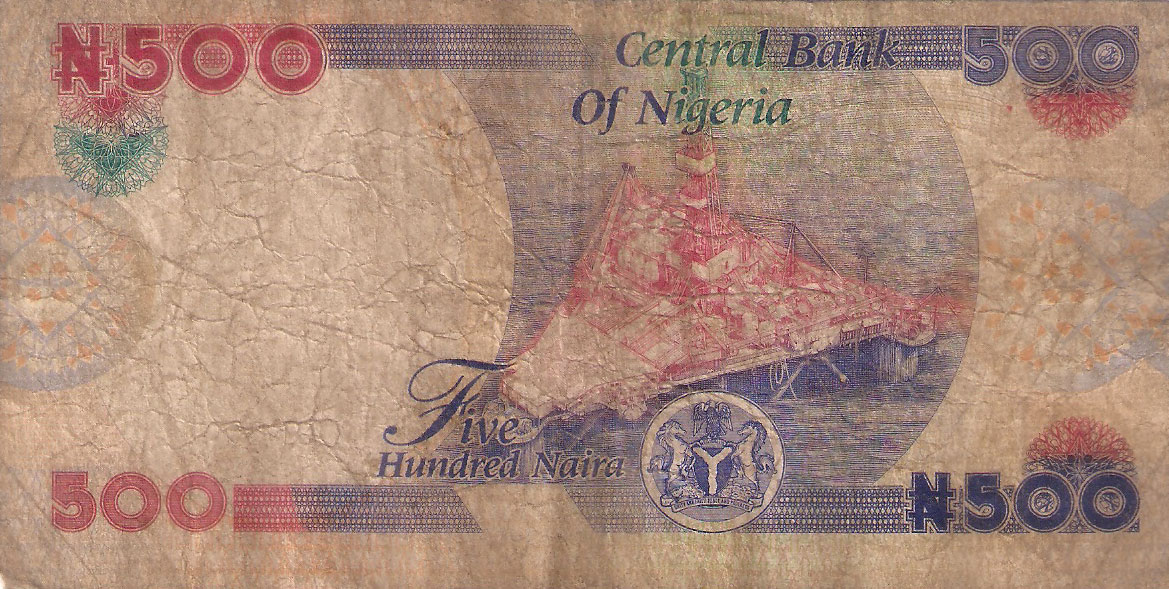 ₦500
Central Bank
Of Nigeria
500
Five
Hundred Naira
500
₦500